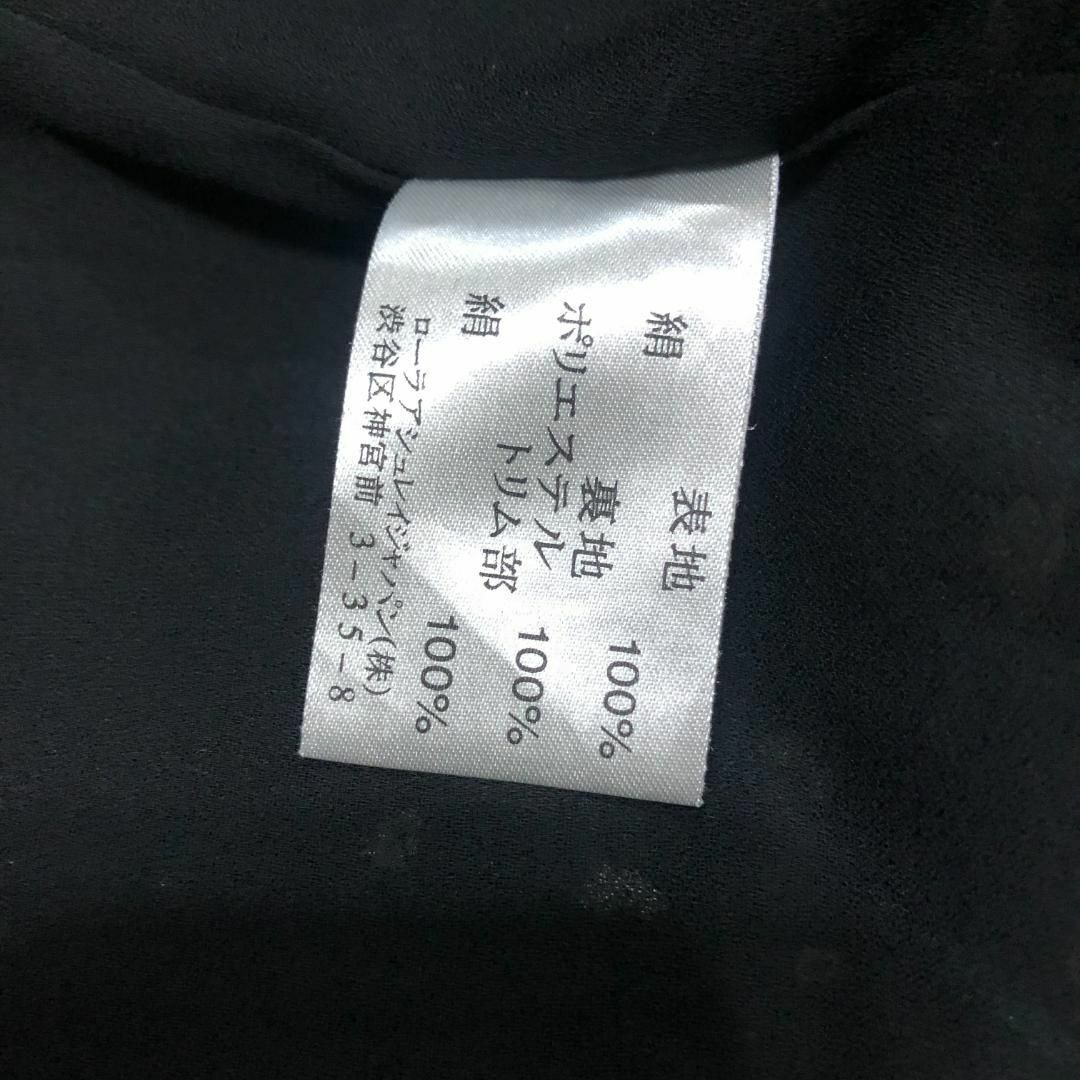 表地
絹 100%
裏地
ポリエステル 100%
トリム部
絹 100%
ローラアシュレイジャパン(株)
渋谷区神宮前 3-35-8